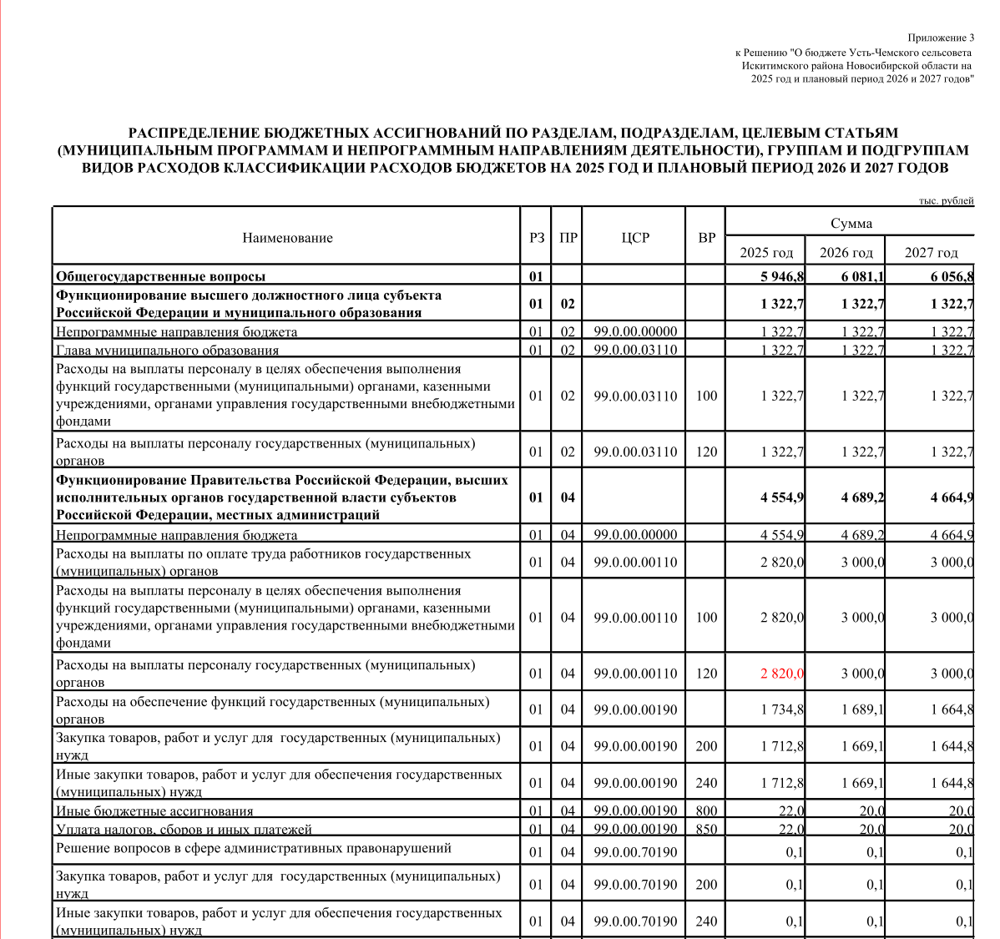 Приложение 3
к Решению "О бюджете Усть-Чемского сельсовета
Искитимского района Новосибирской области на
2025 год и плановый период 2026 и 2027 годов"
РАСПРЕДЕЛЕНИЕ БЮДЖЕТНЫХ АССИГНОВАНИЙ ПО РАЗДЕЛАМ, ПОДРАЗДЕЛАМ, ЦЕЛЕВЫМ СТАТЬЯМ
(МУНИЦИПАЛЬНЫМ ПРОГРАММАМ И НЕПРОГРАММНЫМ НАПРАВЛЕНИЯМ ДЕЯТЕЛЬНОСТИ), ГРУППАМ И ПОДГРУППАМ
ВИДОВ РАСХОДОВ КЛАССИФИКАЦИИ РАСХОДОВ БЮДЖЕТОВ НА 2025 ГОД И ПЛАНОВЫЙ ПЕРИОД 2026 И 2027 ГОДОВ
тыс. рублей
Наименование РЗ ПР ЦСР ВР Сумма
2025 год 2026 год 2027 год
Общегосударственные вопросы 01 5 946,8 6 081,1 6 056,8
Функционирование высшего должностного лица субъекта
Российской Федерации и муниципального образования 01 02 1 322,7 1 322,7 1 322,7
Непрограммные направления бюджета 01 02 99.0.00.00000 1 322,7 1 322,7 1 322,7
Глава муниципального образования 01 02 99.0.00.03110 1 322,7 1 322,7 1 322,7
Расходы на выплаты персоналу в целях обеспечения выполнения
функций государственными (муниципальными) органами, казенными
учреждениями, органами управления государственными внебюджетными
фондами 01 02 99.0.00.03110 100 1 322,7 1 322,7 1 322,7
Расходы на выплаты персоналу государственных (муниципальных)
органов 01 02 99.0.00.03110 120 1 322,7 1 322,7 1 322,7
Функционирование Правительства Российской Федерации, высших
исполнительных органов государственной власти субъектов
Российской Федерации, местных администраций 01 04 4 554,9 4 689,2 4 664,9
Непрограммные направления бюджета 01 04 99.0.00.00000 4 554,9 4 689,2 4 664,9
Расходы на выплаты по оплате труда работников государственных
(муниципальных) органов 01 04 99.0.00.00110 2 820,0 3 000,0 3 000,0
Расходы на выплаты персоналу в целях обеспечения выполнения
функций государственными (муниципальными) органами, казенными
учреждениями, органами управления государственными внебюджетными
фондами 01 04 99.0.00.00110 100 2 820,0 3 000,0 3 000,0
Расходы на выплаты персоналу государственных (муниципальных)
органов 01 04 99.0.00.00110 120 2 820,0 3 000,0 3 000,0
Расходы на обеспечение функций государственных (муниципальных)
органов 01 04 99.0.00.00190 1 734,8 1 689,1 1 664,8
Закупка товаров, работ и услуг для  государственных (муниципальных)
нужд 01 04 99.0.00.00190 200 1 712,8 1 669,1 1 644,8
Иные закупки товаров, работ и услуг для обеспечения государственных
(муниципальных) нужд 01 04 99.0.00.00190 240 1 712,8 1 669,1 1 644,8
Иные бюджетные ассигнования 01 04 99.0.00.00190 800 22,0 20,0 20,0
Уплата налогов, сборов и иных платежей 01 04 99.0.00.00190 850 22,0 20,0 20,0
Решение вопросов в сфере административных правонарушений 01 04 99.0.00.70190 0,1 0,1 0,1
Закупка товаров, работ и услуг для  государственных (муниципальных)
нужд 01 04 99.0.00.70190 200 0,1 0,1 0,1
Иные закупки товаров, работ и услуг для обеспечения государственных
(муниципальных) нужд 01 04 99.0.00.70190 240 0,1 0,1 0,1